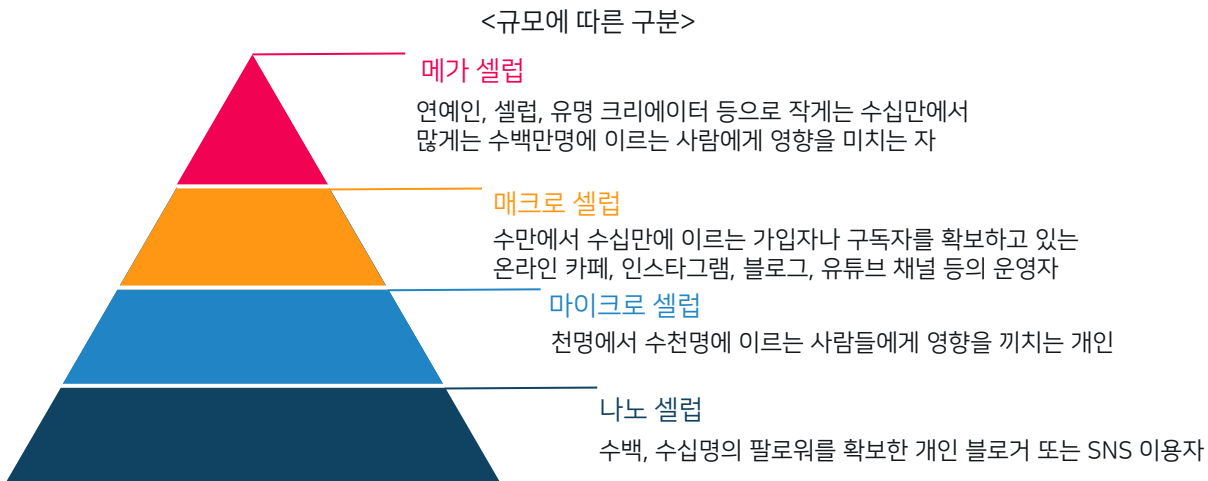 <규모에 따른 구분>
메가 셀럽
연예인, 셀럽, 유명 크리에이터 등으로 작게는 수십만에서
많게는 수백만명에 이르는 사람에게 영향을 미치는 자
매크로 셀럽
수만에서 수십만에 이르는 가입자나 구독자를 확보하고 있는
온라인 카페, 인스타그램, 블로그, 유튜브 채널 등의 운영자
마이크로 셀럽
천명에서 수천명에 이르는 사람들에게 영향을 끼치는 개인
나노 셀럽
수백, 수십명의 팔로워를 확보한 개인 블로거 또는 SNS 이용자